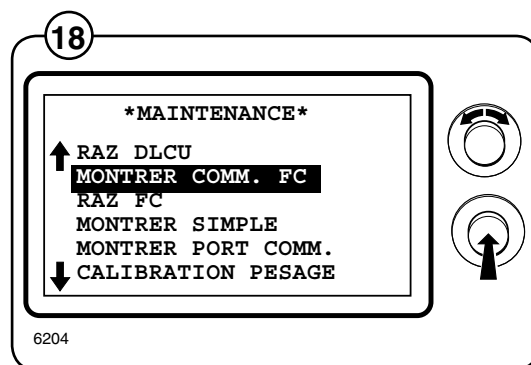 18
*MAINTENANCE*
RAZ DLCU
MONTRER COMM. FC
RAZ FC
MONTRER SIMPLE
MONTRER PORT COMM.
CALIBRATION PESAGE
6204